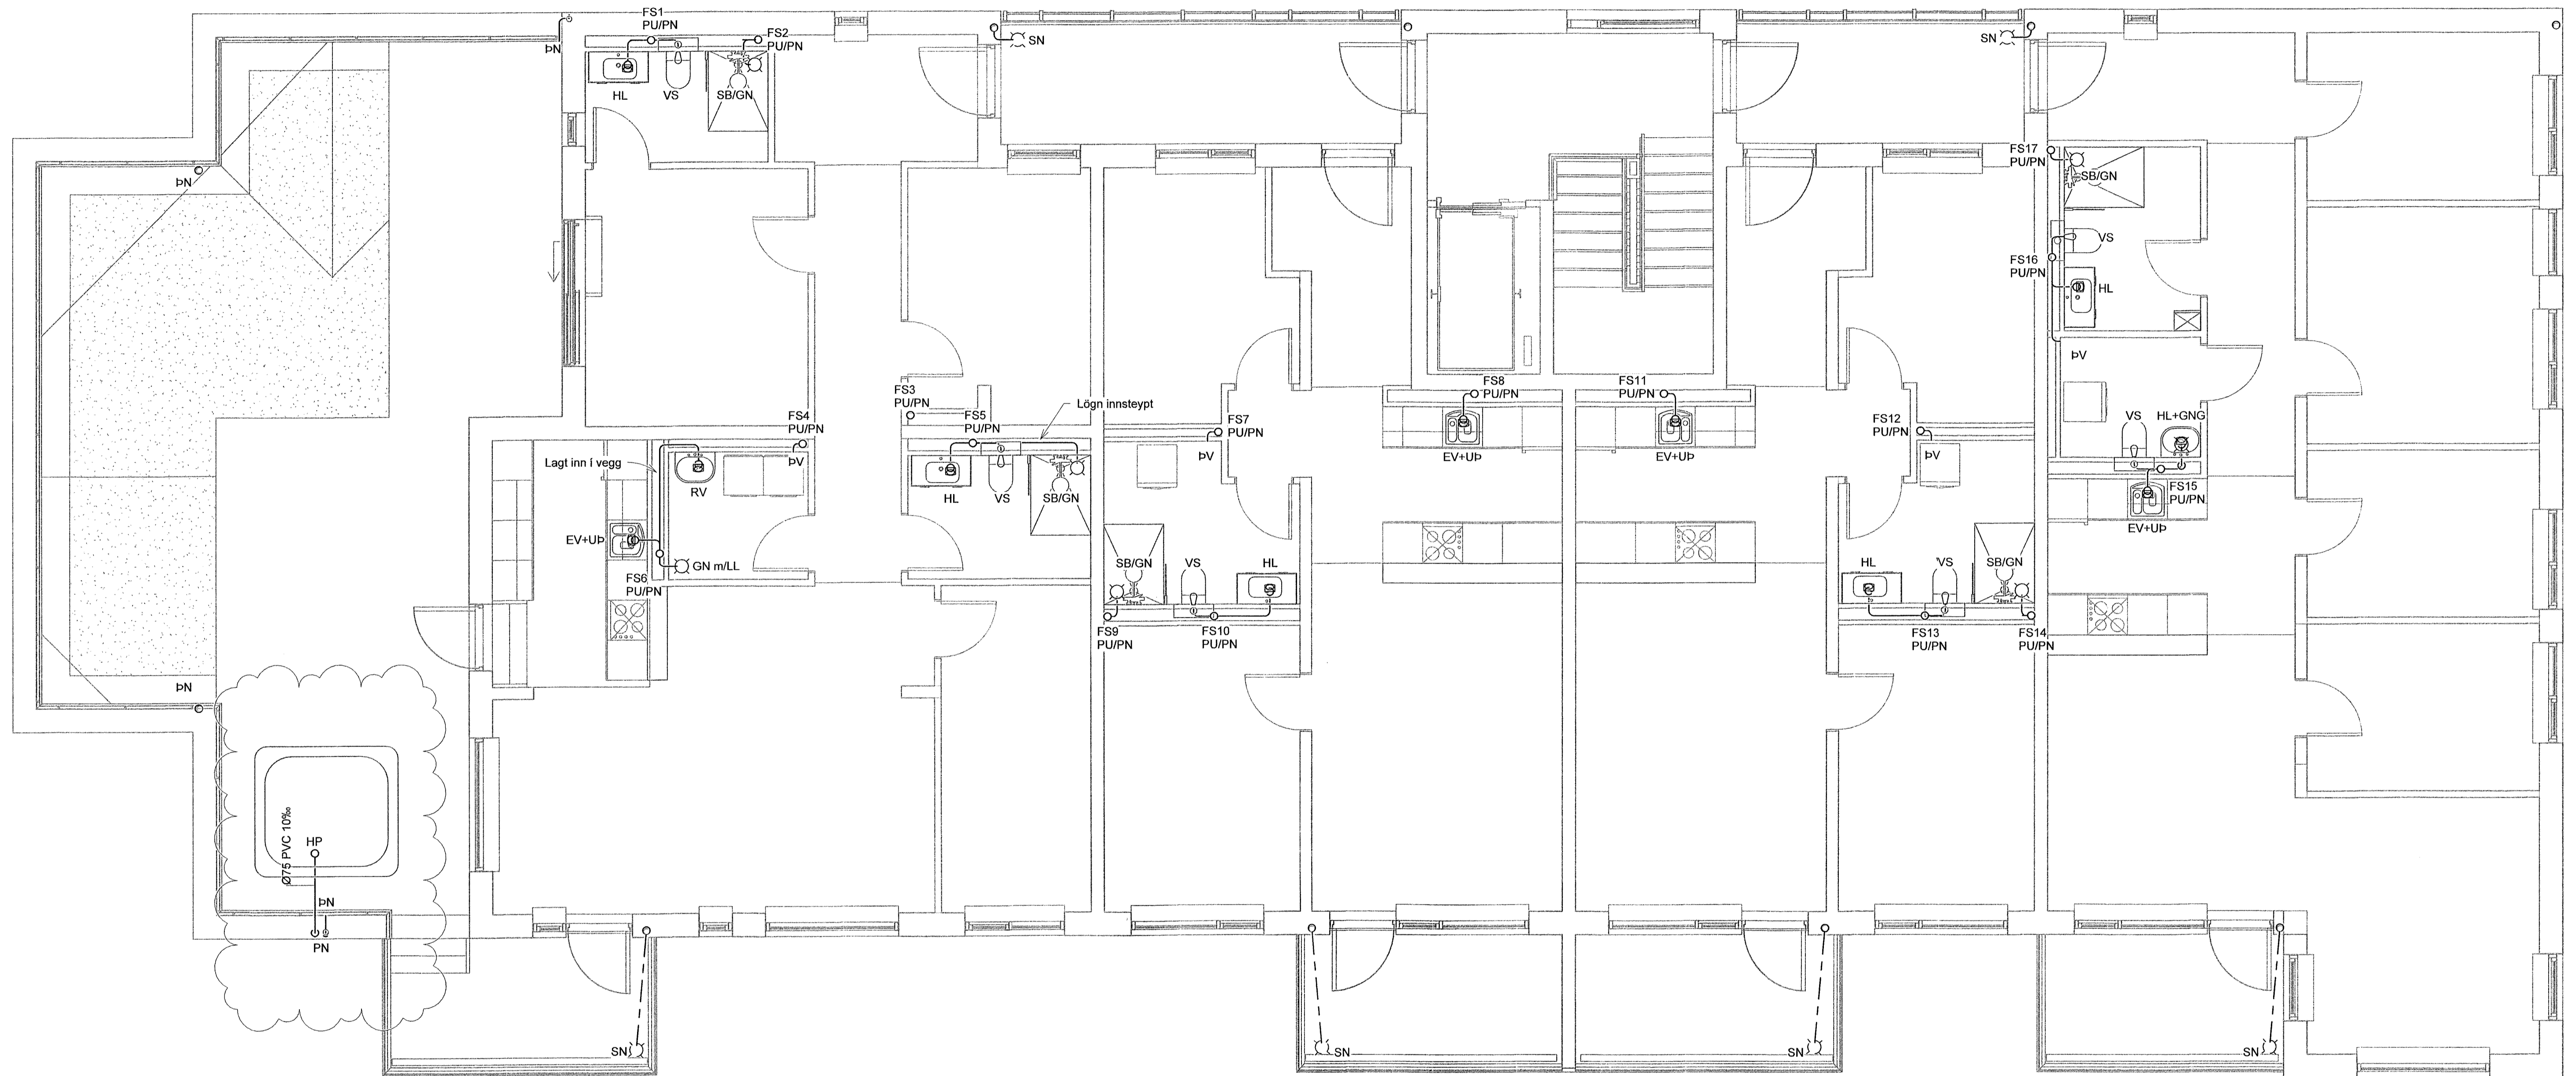 FS1
PU/PN
FS2
PU/PN
ÞN
HL
VS
SB/GN
SN
SN
ÞN
FS17
PU/PN
SB/GN
VS
FS16
PU/PN
HL
ÞV
FS3
PU/PN
FS5
PU/PN
Lögn innsteypt
FS4
PU/PN
ÞV
Lagt inn í vegg
RV
EV+UÞ
GN m/LL
FS6
PU/PN
HL
VS
SB/GN
FS7
PU/PN
ÞV
FS8
PU/PN
EV+UÞ
FS11
PU/PN
EV+UÞ
FS12
PU/PN
ÞV
VS
HL+GNG
FS15
PU/PN
EV+UÞ
SB/GN
VS
HL
FS9
PU/PN
FS10
PU/PN
HL
VS
SB/GN
FS13
PU/PN
FS14
PU/PN
ÞN
Ø75 PVC 10‰
HP
ÞN
PN
SN
SN
SN
SN